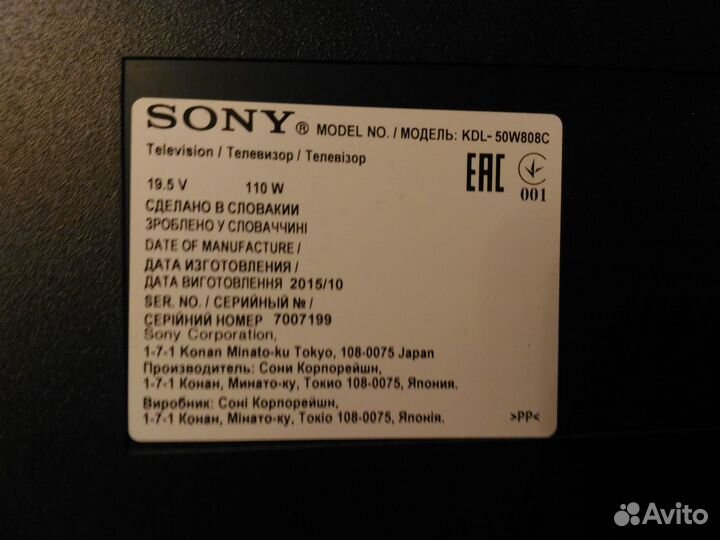 SONY® MODEL NO. / МОДЕЛЬ: KDL- 50W808C
Television / Телевизор / Телевізор
EAC
001
19.5 V 110 W
СДЕЛАНО В СЛОВАКИИ
ЗРОБЛЕНО У СЛОВАЧЧИНІ
DATE OF MANUFACTURE /
ДАТА ИЗГОТОВЛЕНИЯ /
ДАТА ВИГОТОВЛЕННЯ 2015/10
SER. NO. / СЕРИЙНЫЙ № /
СЕРІЙНИЙ НОМЕР 7007199
Sony Corporation,
1-7-1 Konan Minato-ku Tokyo, 108-0075 Japan
Производитель: Сони Корпорейшн,
1-7-1 Конан, Минато-ку, Токио 108-0075, Япония.
Виробник: Соні Корпорейшн,
1-7-1 Конан, Мінато-ку, Токіо 108-0075, Японія.
>PP<
Avito